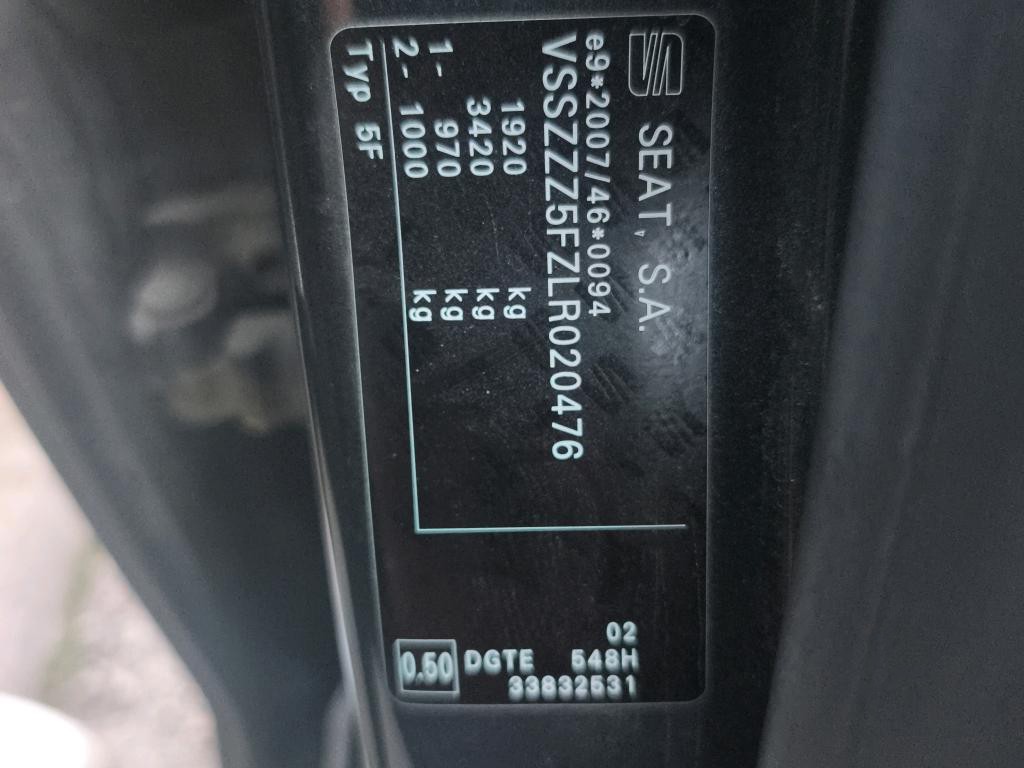 SEAT, S.A.
e9*2007/46*0094
VSSZZZ5FZLR020476
1920 kg
3420 kg
1- 970 kg
2- 1000 kg
Typ 5F
02
548H
33832531
DGTE
0.50